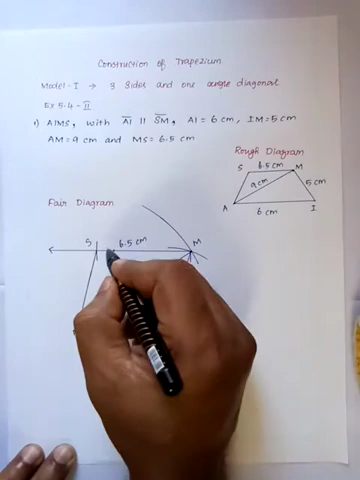 Construction of Trapezium
Model-I → 3 sides and one angle diagonal
Ex 5.4 - II
1) AIMS, with AI || SM, AI = 6 cm, IM = 5 cm
AM = 9 cm and MS = 6.5 cm
Rough Diagram
S 6.5 cm M
9 cm 5 cm
A 6 cm I
Fair Diagram
S 6.5 cm M